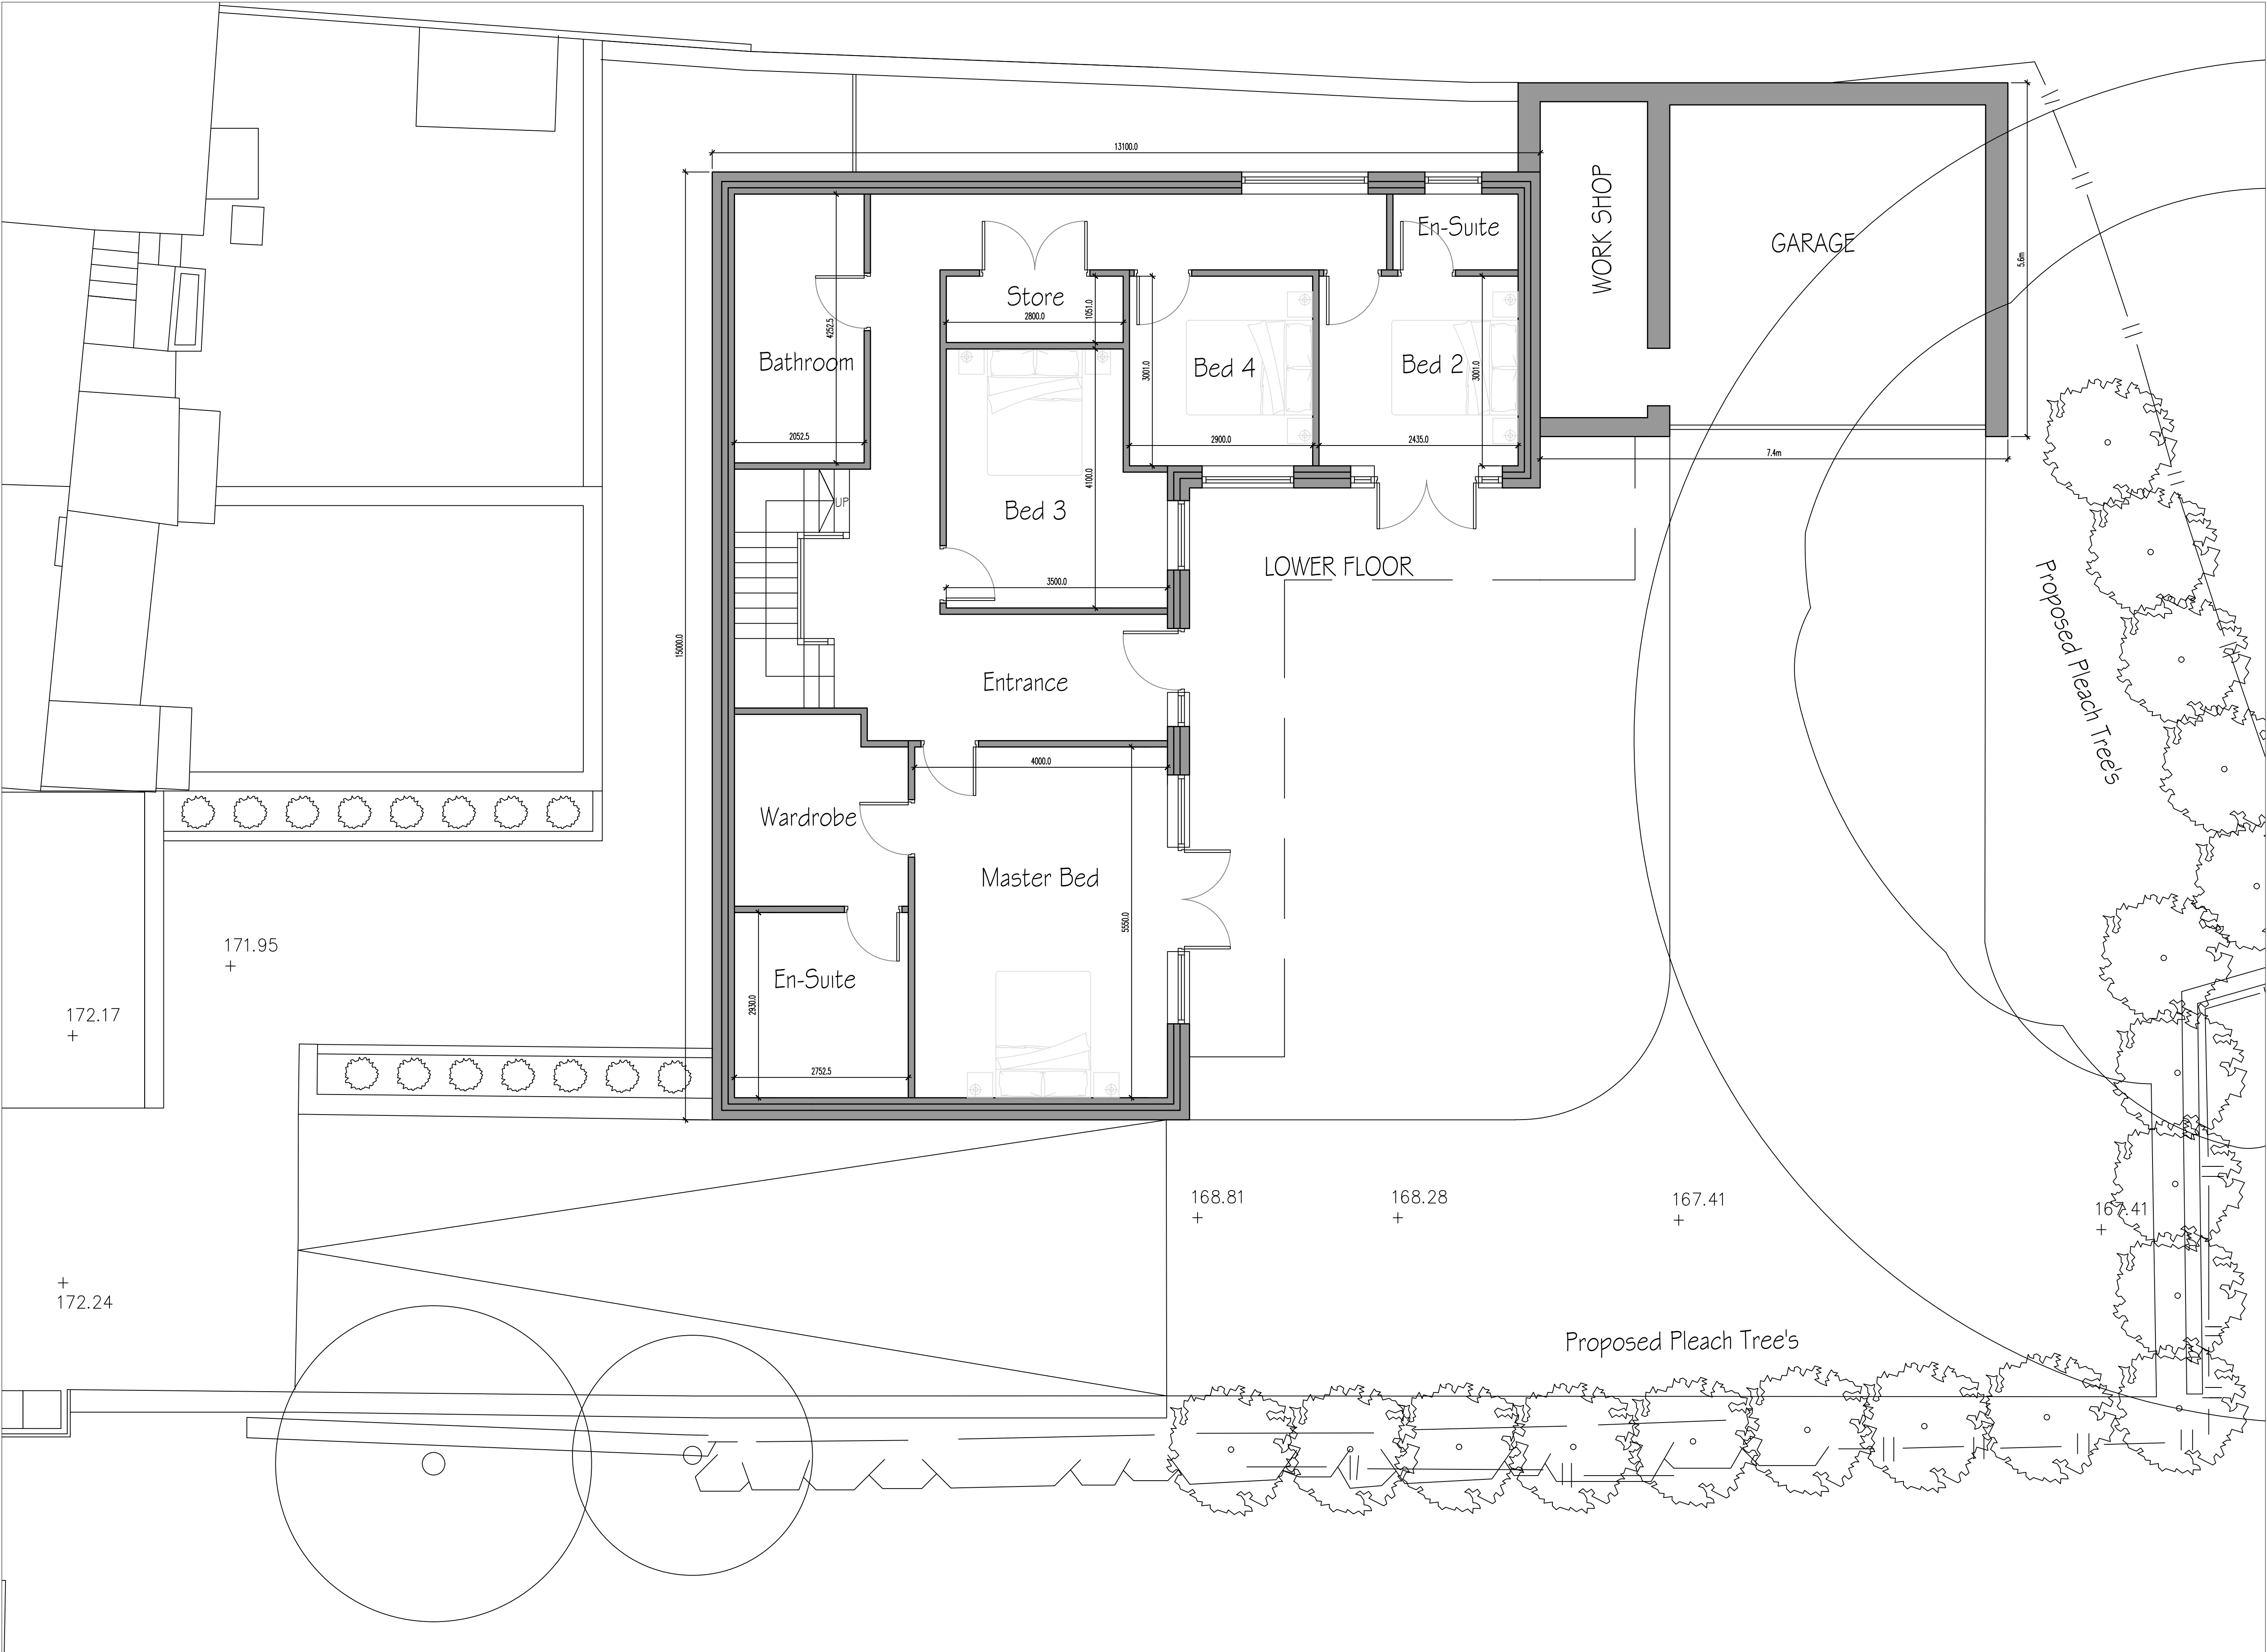 13100.0
WORK SHOP
GARAGE
5.6m
En-Suite
Store
2800.0
1051.0
4252.5
Bathroom
2052.5
3001.0
Bed 4
2900.0
Bed 2
3001.0
2435.0
7.4m
UP
Bed 3
4100.0
3500.0
LOWER FLOOR
15000.0
Entrance
Proposed Pleach Tree's
4000.0
Wardrobe
Master Bed
5550.0
En-Suite
2930.0
2752.5
171.95
172.17
172.24
168.81
168.28
167.41
167.41
Proposed Pleach Tree's